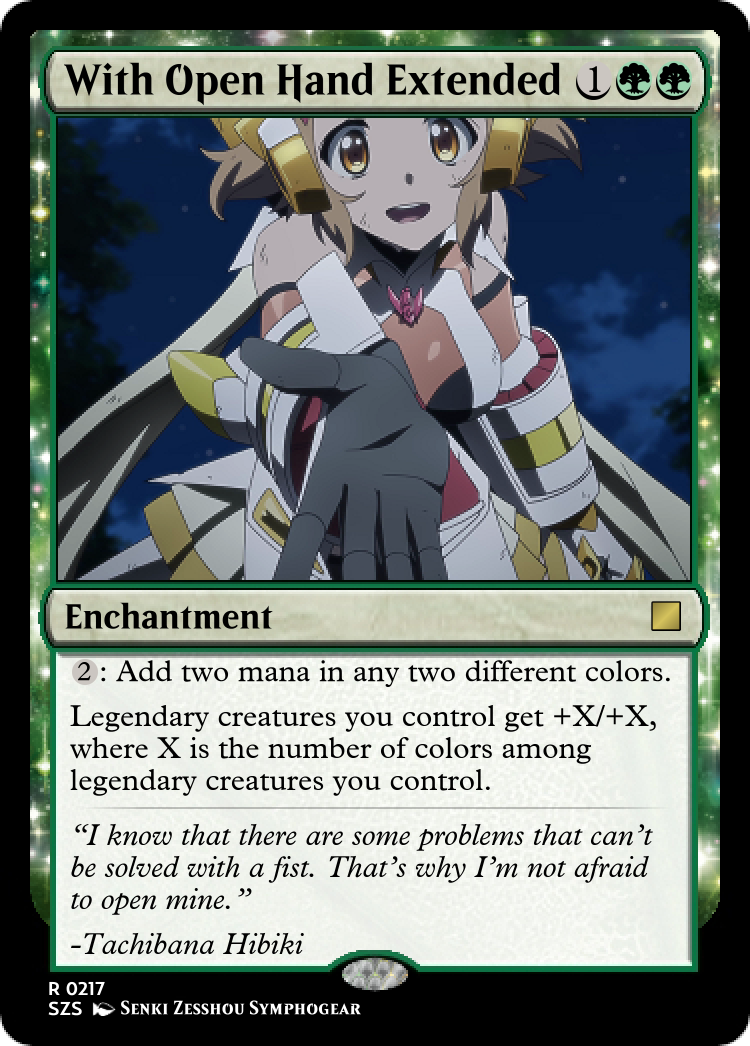 With Open Hand Extended 1
Enchantment
2: Add two mana in any two different colors.
Legendary creatures you control get +X/+X,
where X is the number of colors among
legendary creatures you control.
“I know that there are some problems that can’t
be solved with a fist. That’s why I’m not afraid
to open mine.”
-Tachibana Hibiki
R 0217
SZS Senki Zesshou Symphogear